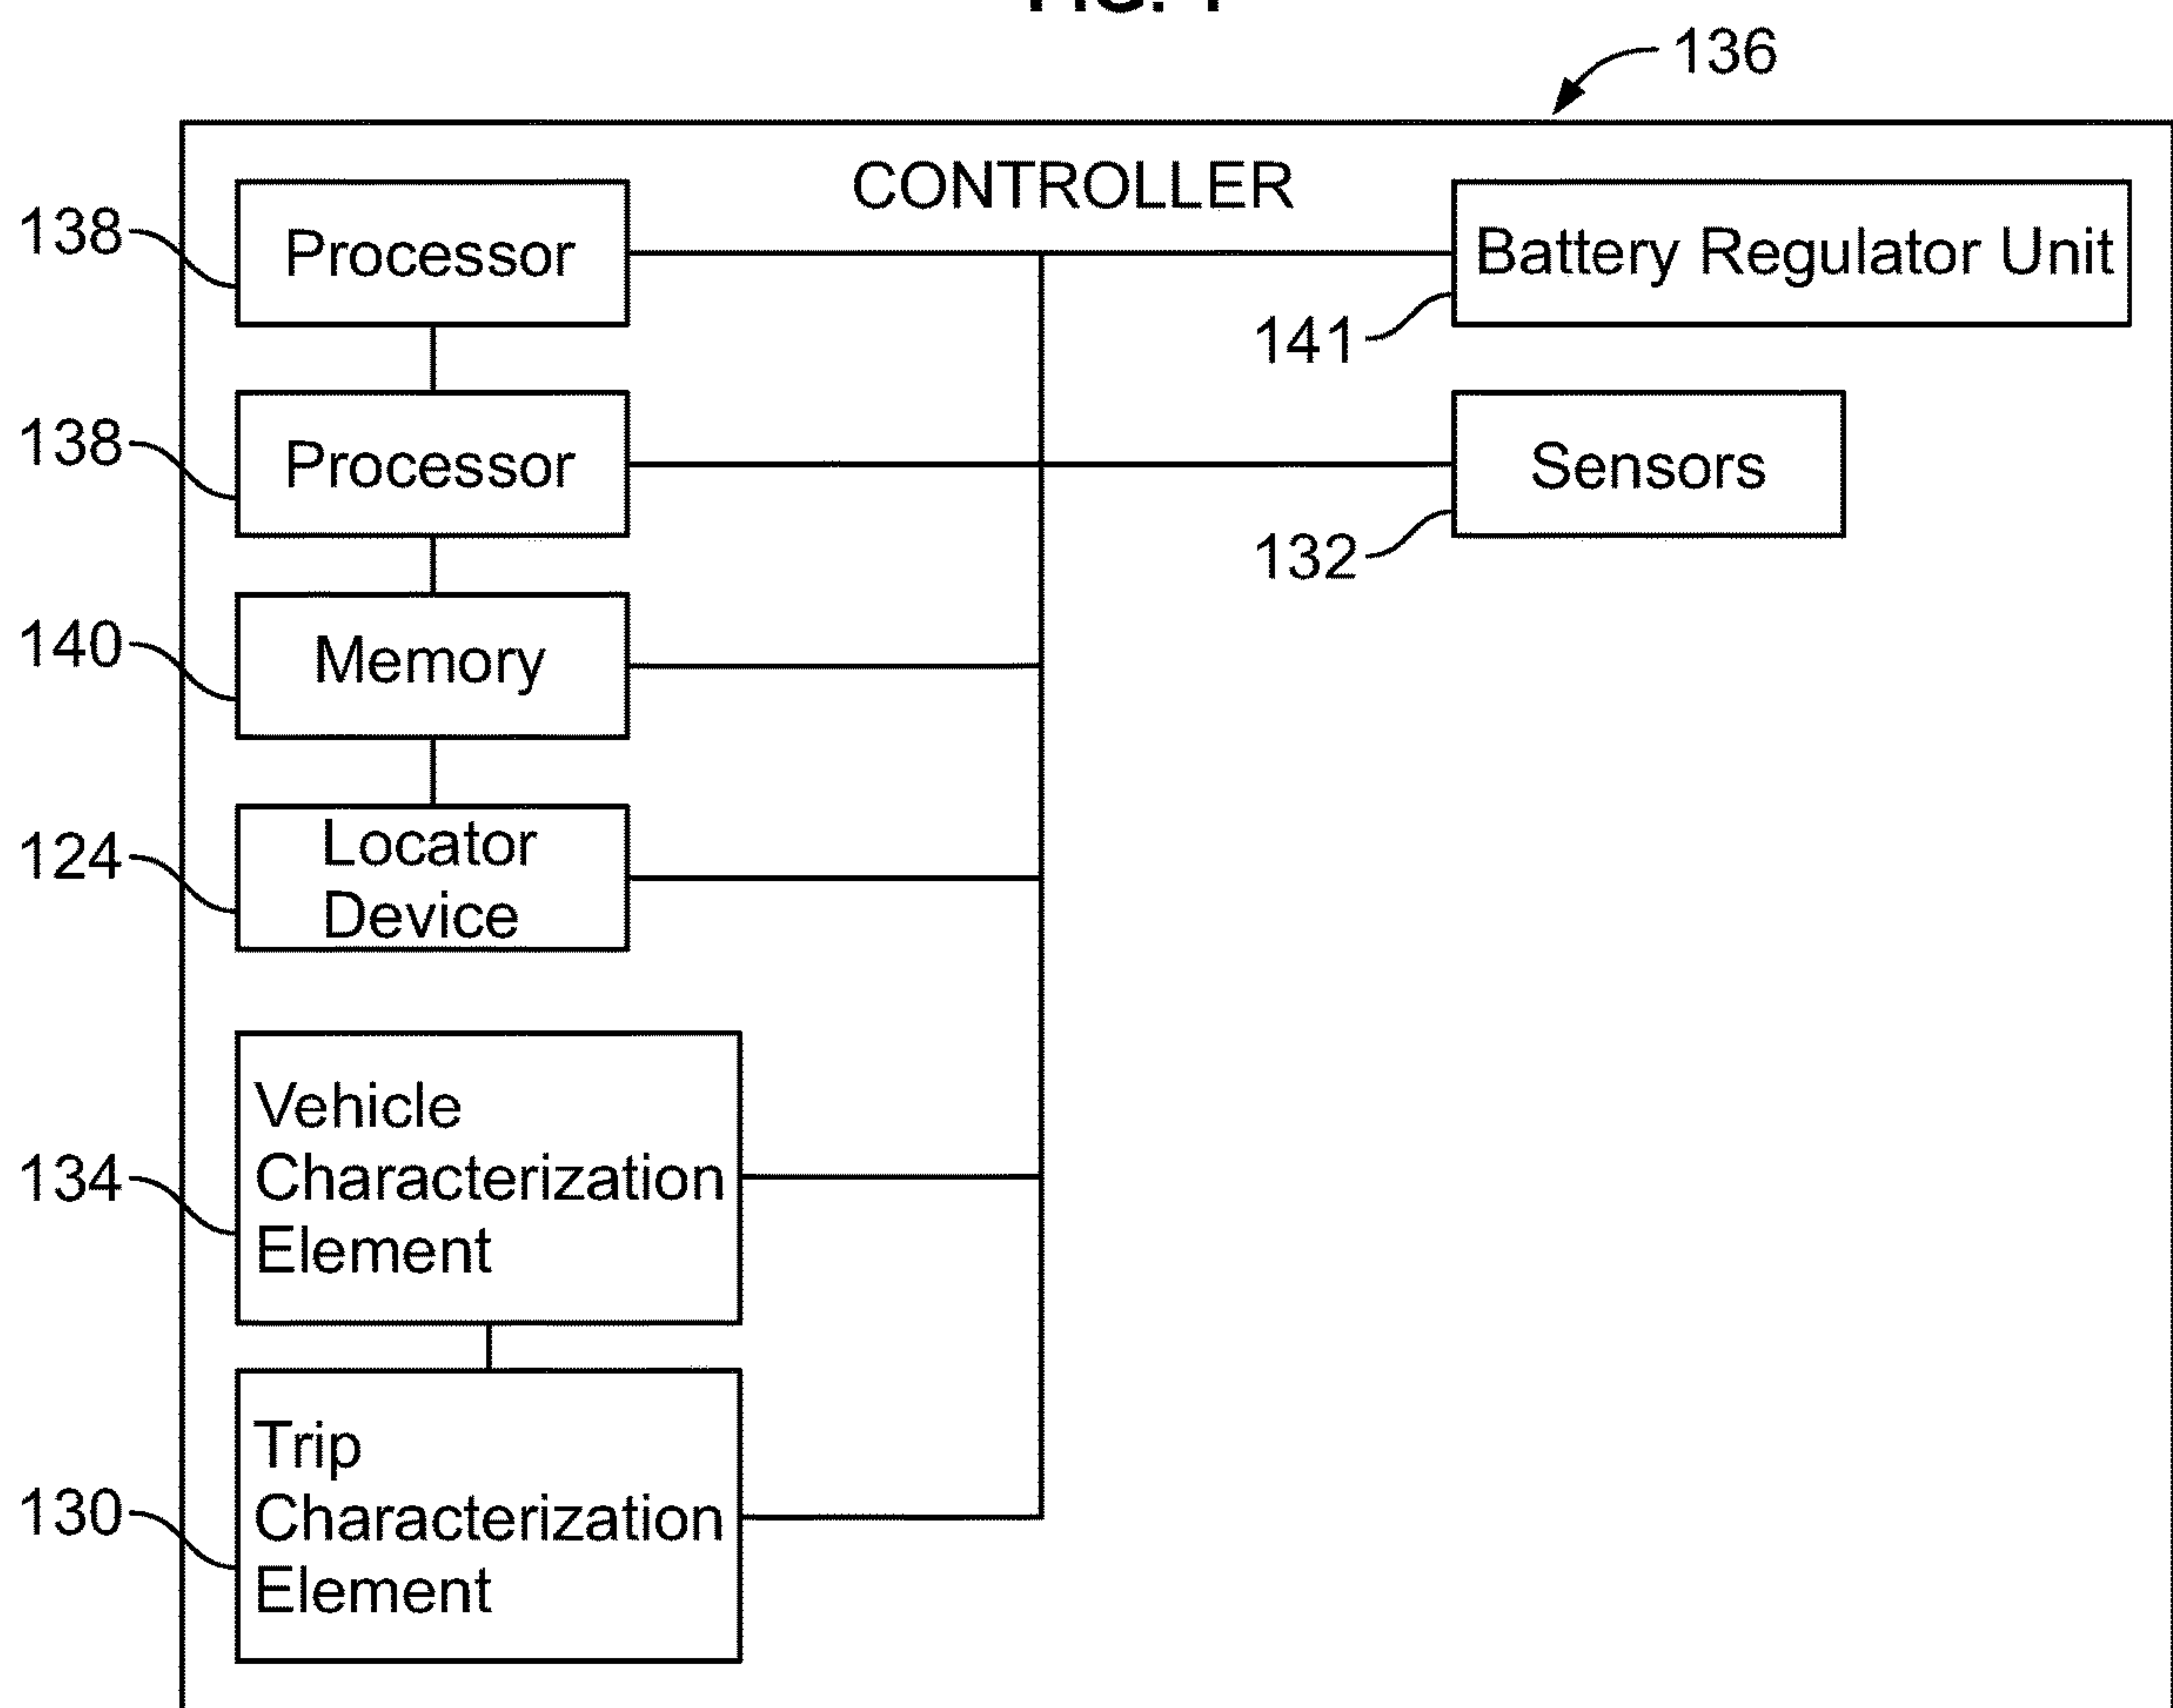 136
CONTROLLER
138
Processor
Battery Regulator Unit
141
138
Processor
Sensors
132
140
Memory
124
Locator
Device
134
Vehicle
Characterization
Element
130
Trip
Characterization
Element